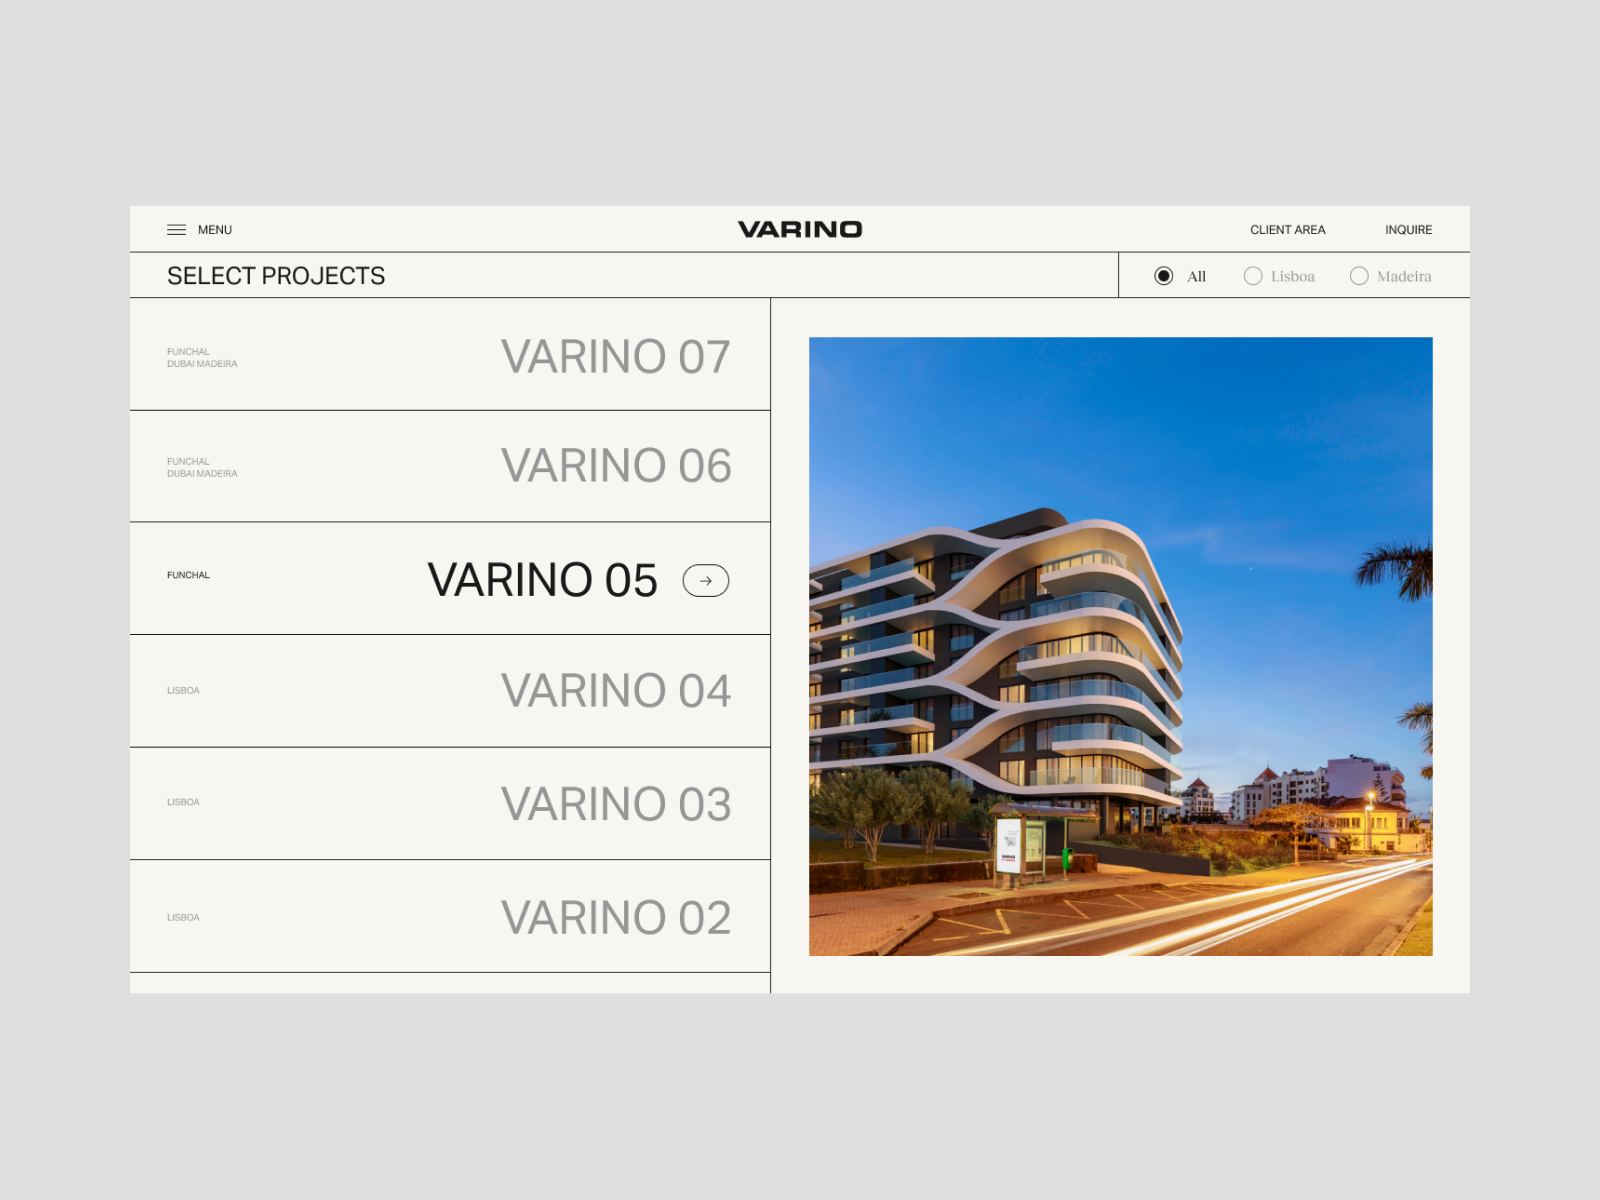 MENU
VARINO
CLIENT AREA
INQUIRE
SELECT PROJECTS
All
Lisboa
Madeira
FUNCHAL
DUBAI MADEIRA
VARINO 07
FUNCHAL
DUBAI MADEIRA
VARINO 06
FUNCHAL
VARINO 05
LISBOA
VARINO 04
LISBOA
VARINO 03
LISBOA
VARINO 02